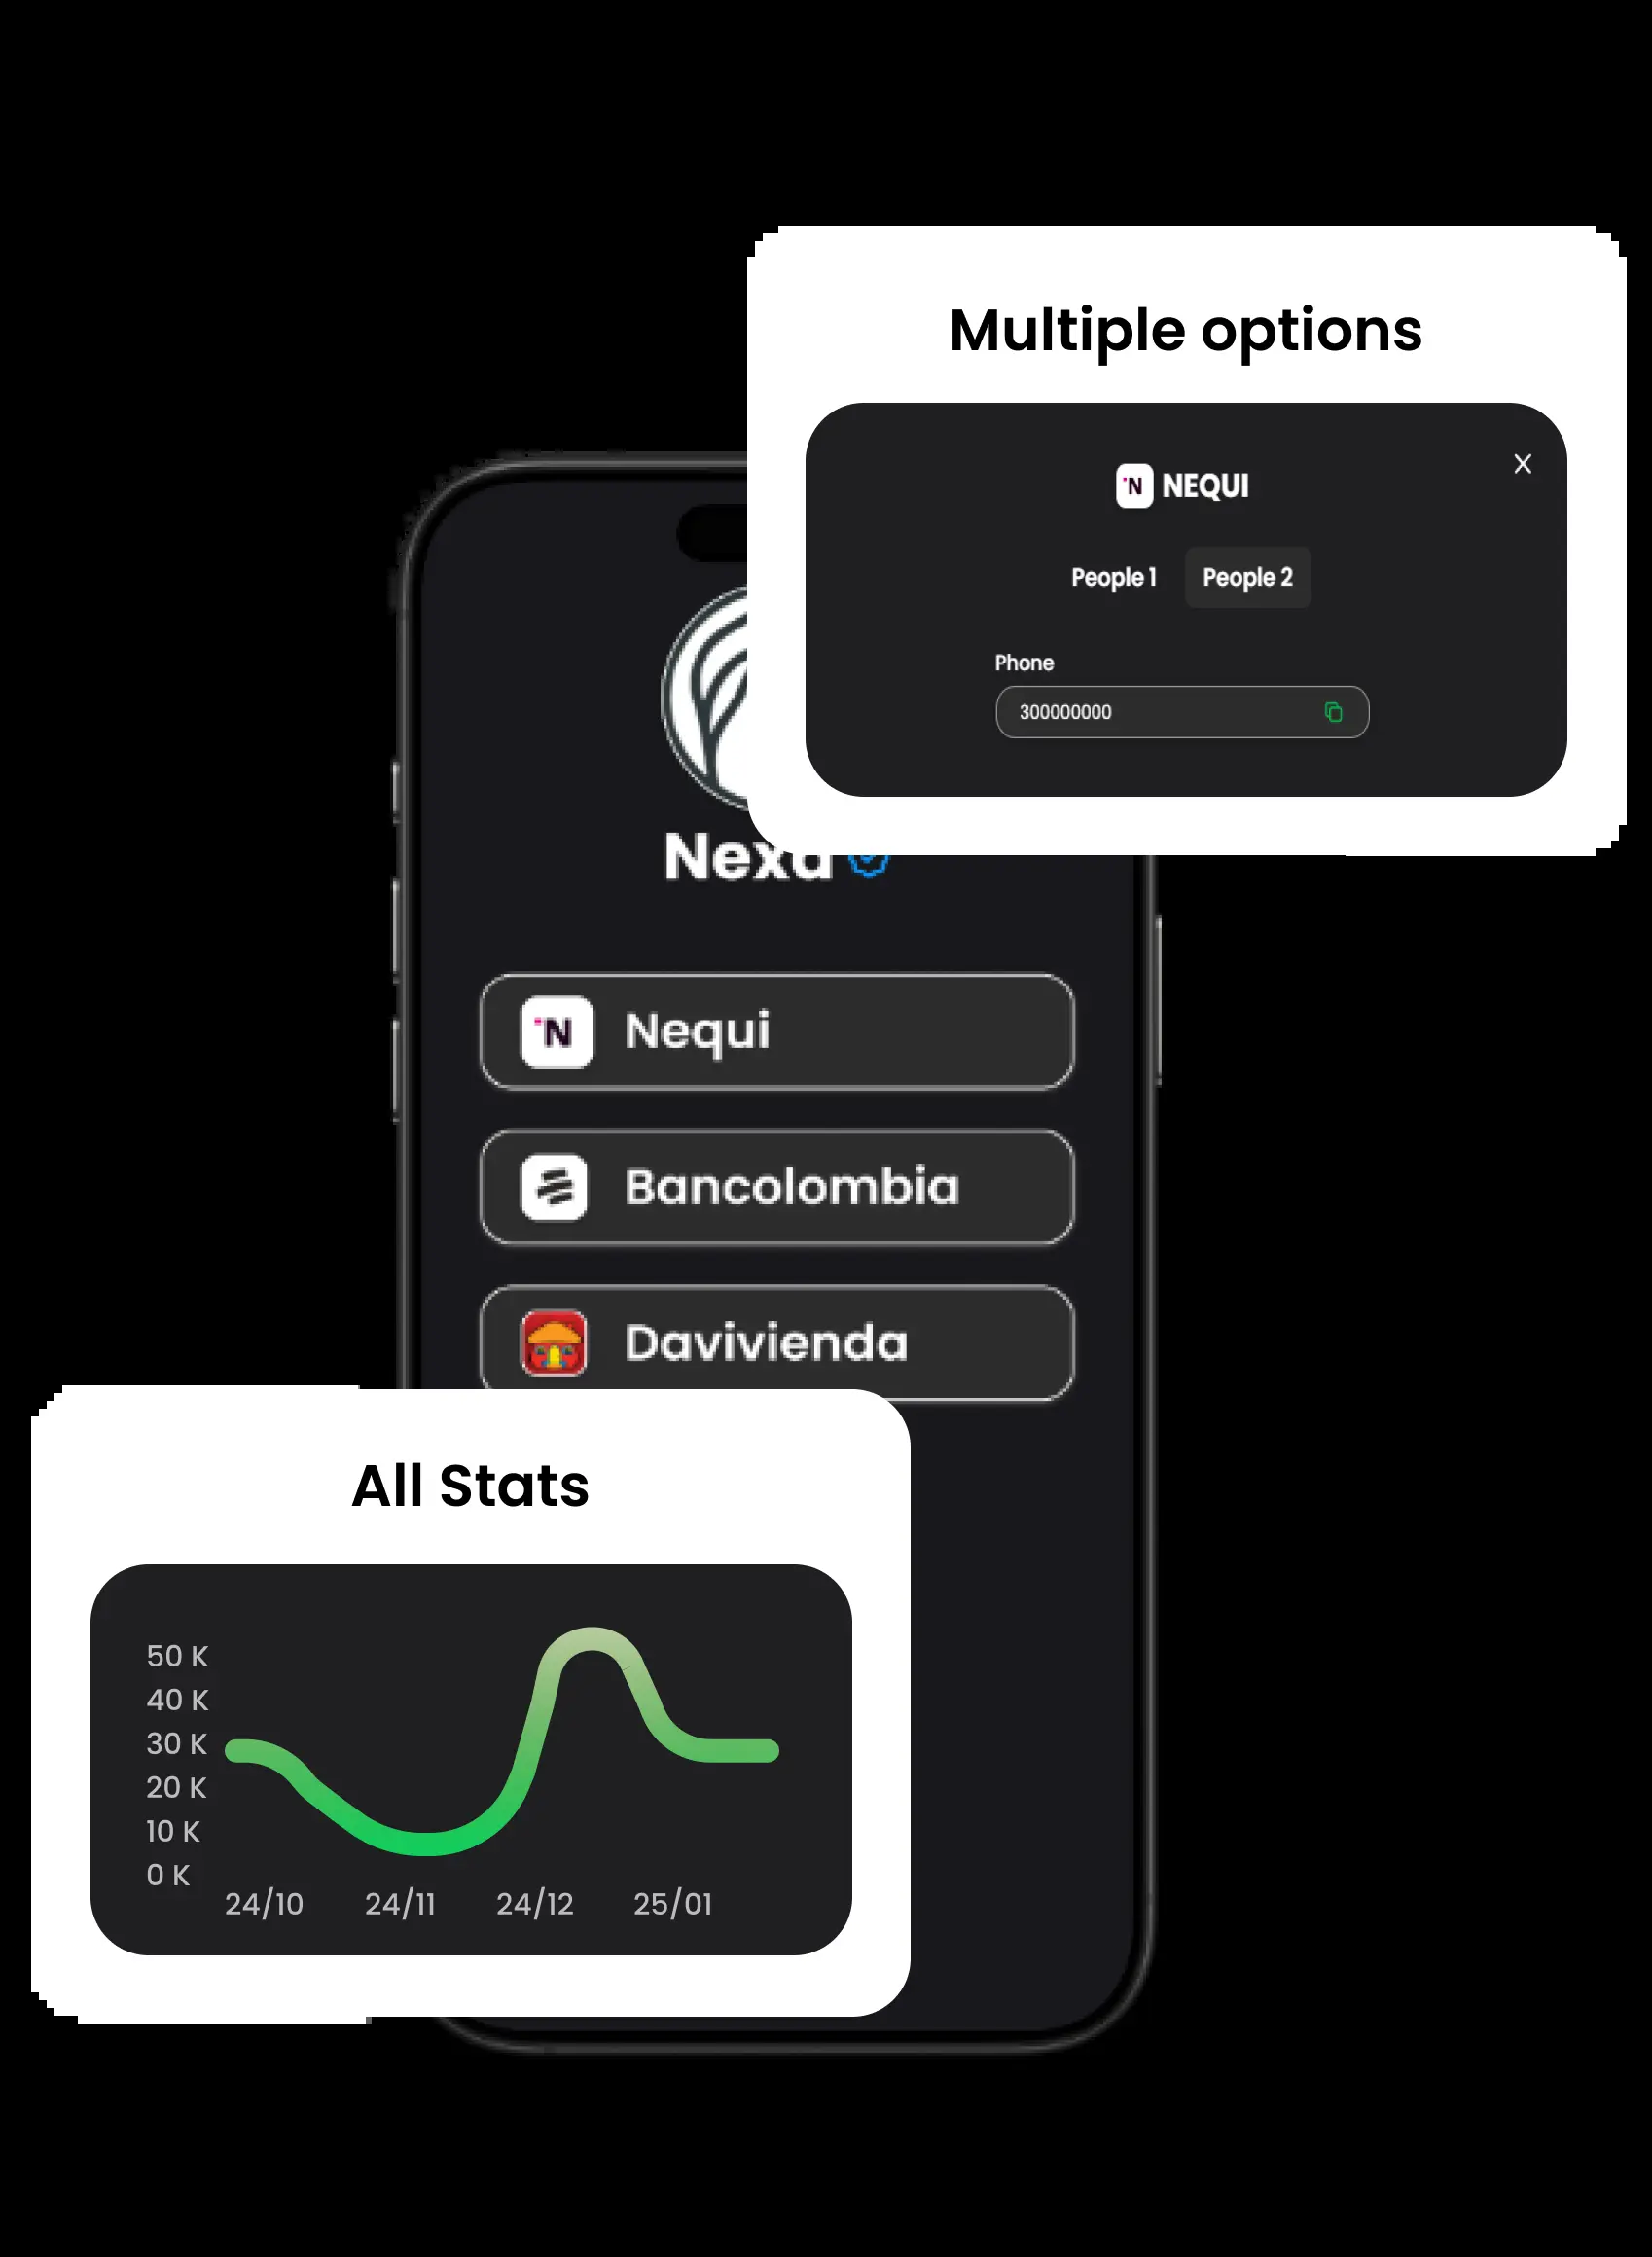 Multiple options
N NEQUI
People 1 People 2
Phone
300000000
Nexa
N Nequi
Bancolombia
Davivienda
All Stats
50 K
40 K
30 K
20 K
10 K
0 K
24/10 24/11 24/12 25/01